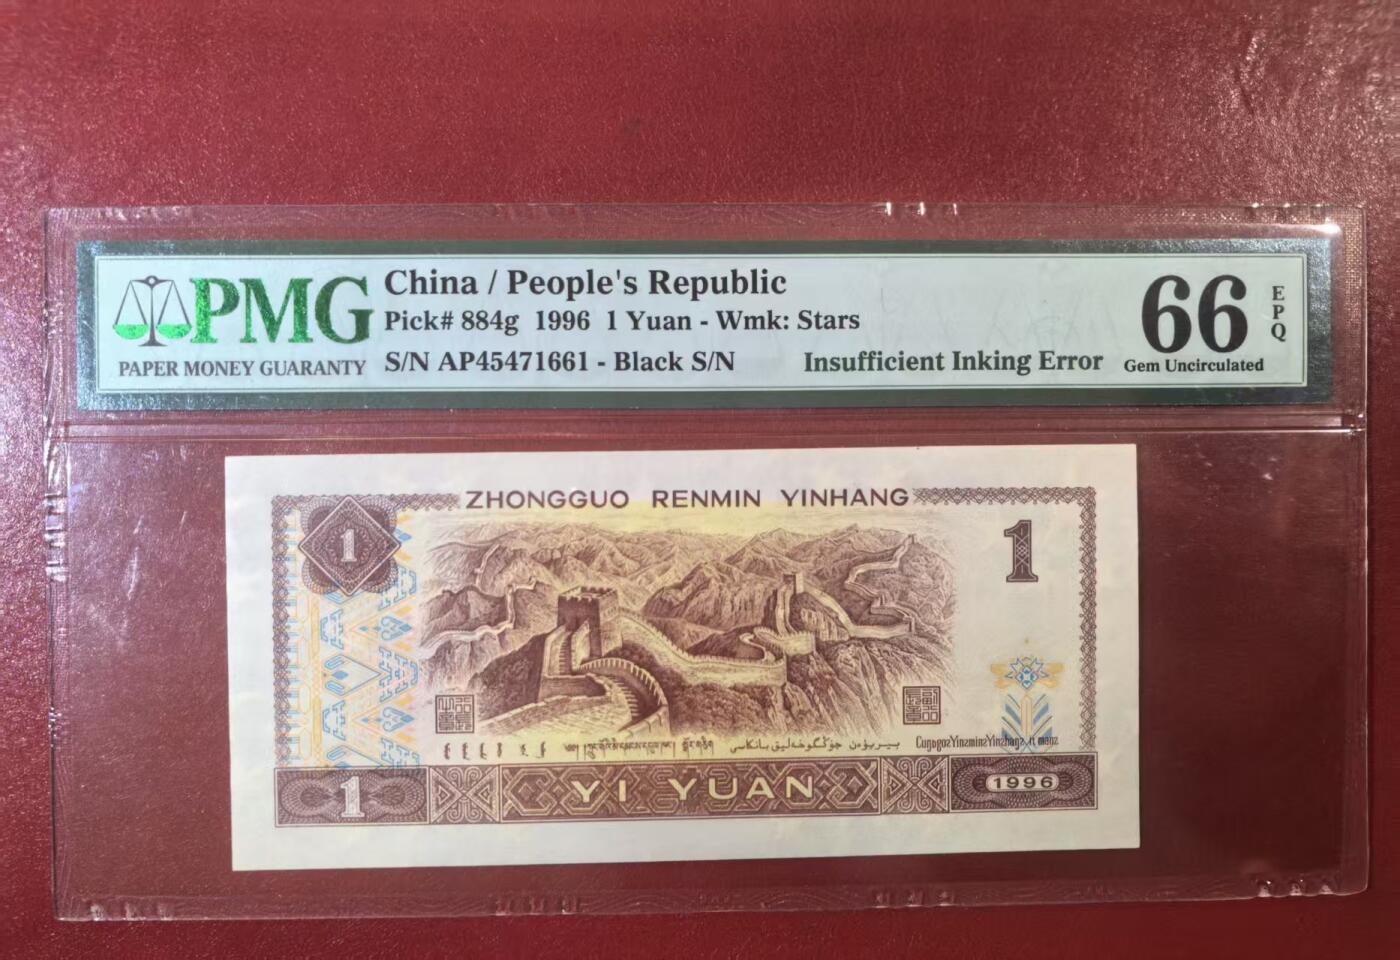 PMG
PAPER MONEY GUARANTY
China / People's Republic
Pick# 884g 1996 1 Yuan - Wmk: Stars
S/N AP45471661 - Black S/N
Insufficient Inking Error
66
EPQ
Gem Uncirculated
ZHONGGUO RENMIN YINHANG
1
1
1
YI YUAN
1996